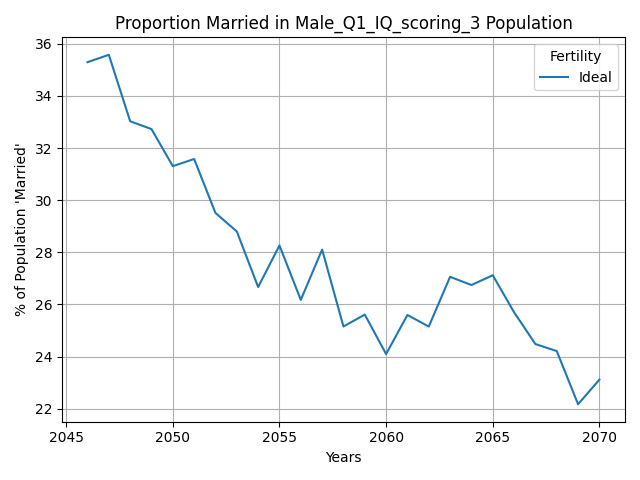 Proportion Married in Male_Q1_IQ_scoring_3 Population
36
34
32
30
28
26
24
22
% of Population 'Married'
Fertility
Ideal
2045
2050
2055
2060
2065
2070
Years